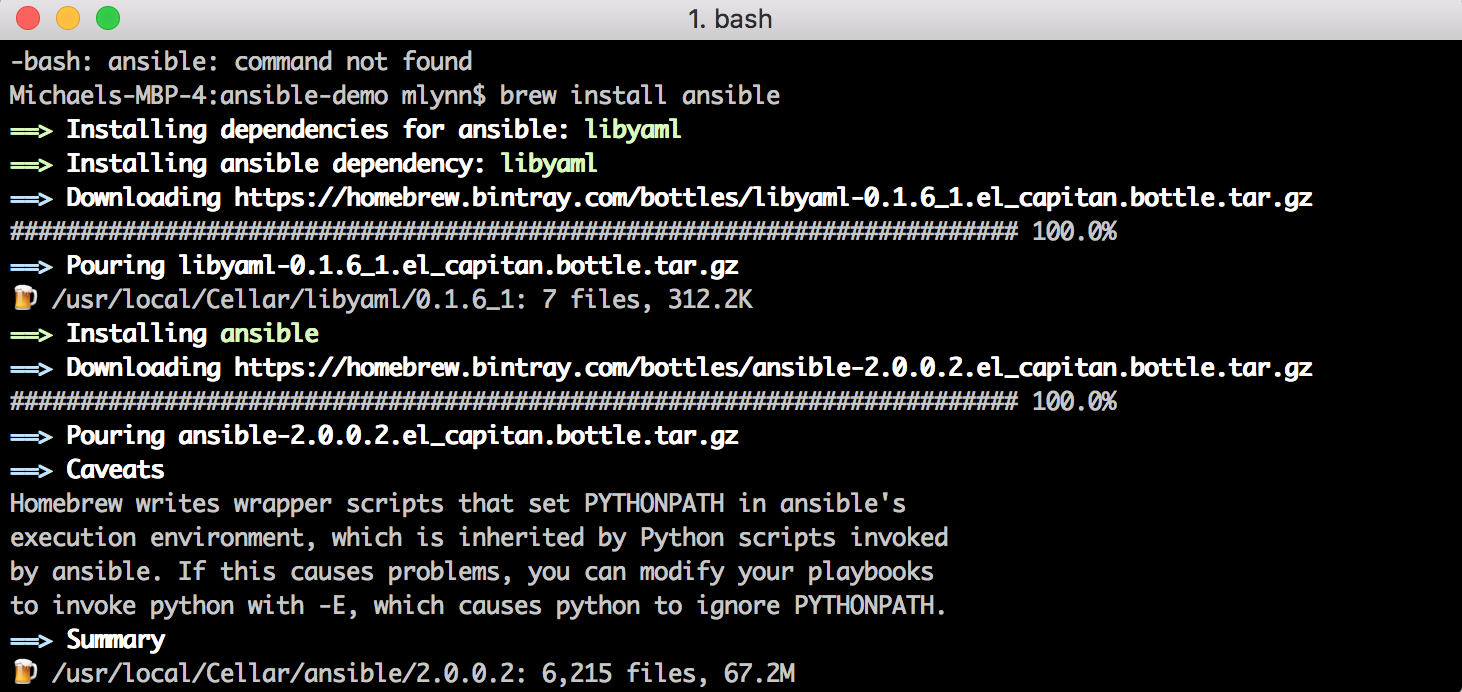 1. bash
-bash: ansible: command not found
Michaels-MBP-4:ansible-demo mlynn$ brew install ansible
==> Installing dependencies for ansible: libyaml
==> Installing ansible dependency: libyaml
==> Downloading https://homebrew.bintray.com/bottles/libyaml-0.1.6_1.el_capitan.bottle.tar.gz
######################################################################## 100.0%
==> Pouring libyaml-0.1.6_1.el_capitan.bottle.tar.gz
🍺 /usr/local/Cellar/libyaml/0.1.6_1: 7 files, 312.2K
==> Installing ansible
==> Downloading https://homebrew.bintray.com/bottles/ansible-2.0.0.2.el_capitan.bottle.tar.gz
######################################################################## 100.0%
==> Pouring ansible-2.0.0.2.el_capitan.bottle.tar.gz
==> Caveats
Homebrew writes wrapper scripts that set PYTHONPATH in ansible's
execution environment, which is inherited by Python scripts invoked
by ansible. If this causes problems, you can modify your playbooks
to invoke python with -E, which causes python to ignore PYTHONPATH.
==> Summary
🍺 /usr/local/Cellar/ansible/2.0.0.2: 6,215 files, 67.2M